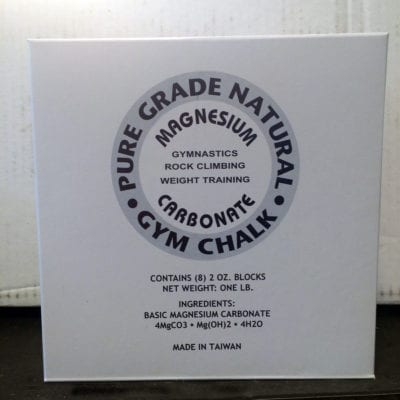 • PURE GRADE NATURAL •
MAGNESIUM
GYMNASTICS
ROCK CLIMBING
WEIGHT TRAINING
CARBONATE
GYM CHALK
CONTAINS (8) 2 OZ. BLOCKS
NET WEIGHT: ONE LB.
INGREDIENTS:
BASIC MAGNESIUM CARBONATE
4MgCO3 • Mg(OH)2 • 4H2O
MADE IN TAIWAN